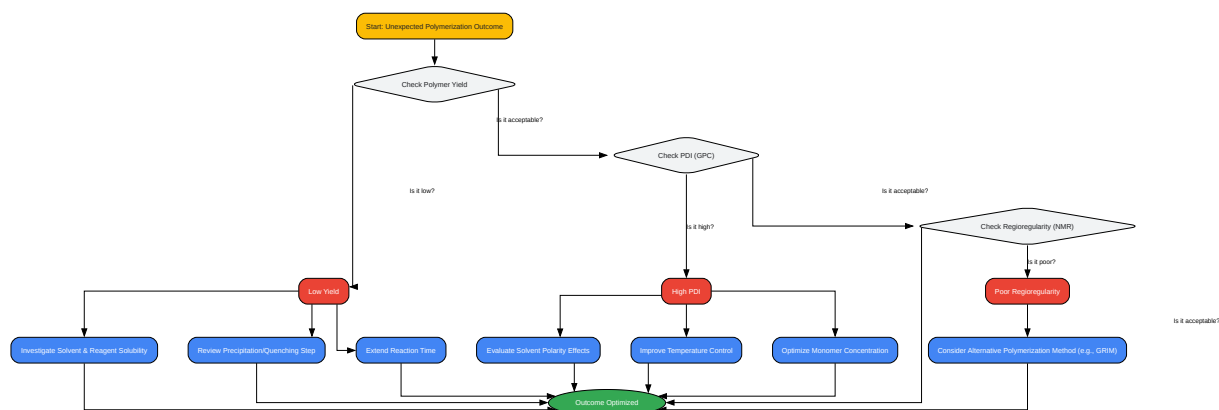 Start: Unexpected Polymerization Outcome
Check Polymer Yield
Is it acceptable?
Check PDI (GPC)
Is it low?
Is it acceptable?
Is it high?
Check Regioregularity (NMR)
Is it poor?
Low Yield
High PDI
Poor Regioregularity
Is it acceptable?
Investigate Solvent & Reagent Solubility
Review Precipitation/Quenching Step
Extend Reaction Time
Evaluate Solvent Polarity Effects
Improve Temperature Control
Optimize Monomer Concentration
Consider Alternative Polymerization Method (e.g., GRIM)
Outcome Optimized